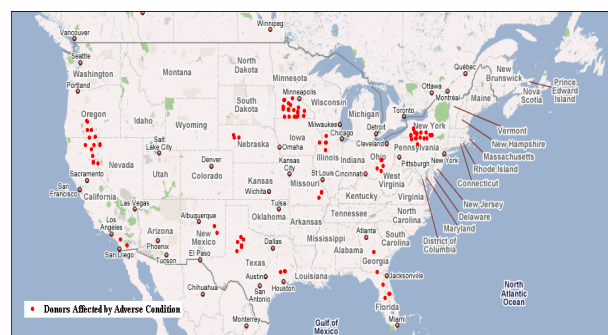 Winnipeg
Vancouver
Seattle
Washington
Portland
Montana
North
Dakota
Minnesota
Minneapolis
Québec
Ottawa
Montréal
New
Brunswick
Maine
Nova
Scotia
Prince
Edward
Island
Oregon
Idaho
Wyoming
South
Dakota
Wisconsin
Michigan
Toronto
New York
Vermont
New Hampshire
Massachusetts
Rhode Island
Connecticut
Milwaukee
Chicago
Detroit
Cleveland
Pennsylvania
Pittsburgh
New York
New Jersey
Delaware
Maryland
District of
Columbia
Salt
Lake City
Nebraska
Iowa
Omaha
Illinois
Indiana
Ohio
Nevada
Utah
Denver
Colorado
Kansas
Kansas
City
Missouri
St Louis
Cincinnati
West
Virginia
Virginia
Kentucky
Sacramento
San
Francisco
California
Las Vegas
Wichita
Tulsa
Oklahoma
Arkansas
Tennessee
North
Carolina
Los
Angeles
San Diego
Arizona
Phoenix
Tucson
Albuquerque
New
Mexico
El Paso
Dallas
Texas
Mississippi
Alabama
Atlanta
Georgia
South
Carolina
Austin
San
Antonio
Houston
Louisiana
Jacksonville
Florida
Miami
Chihuahua
Monterrey
Gulf of
Mexico
North
Atlantic
Ocean
Donors Affected by Adverse Condition